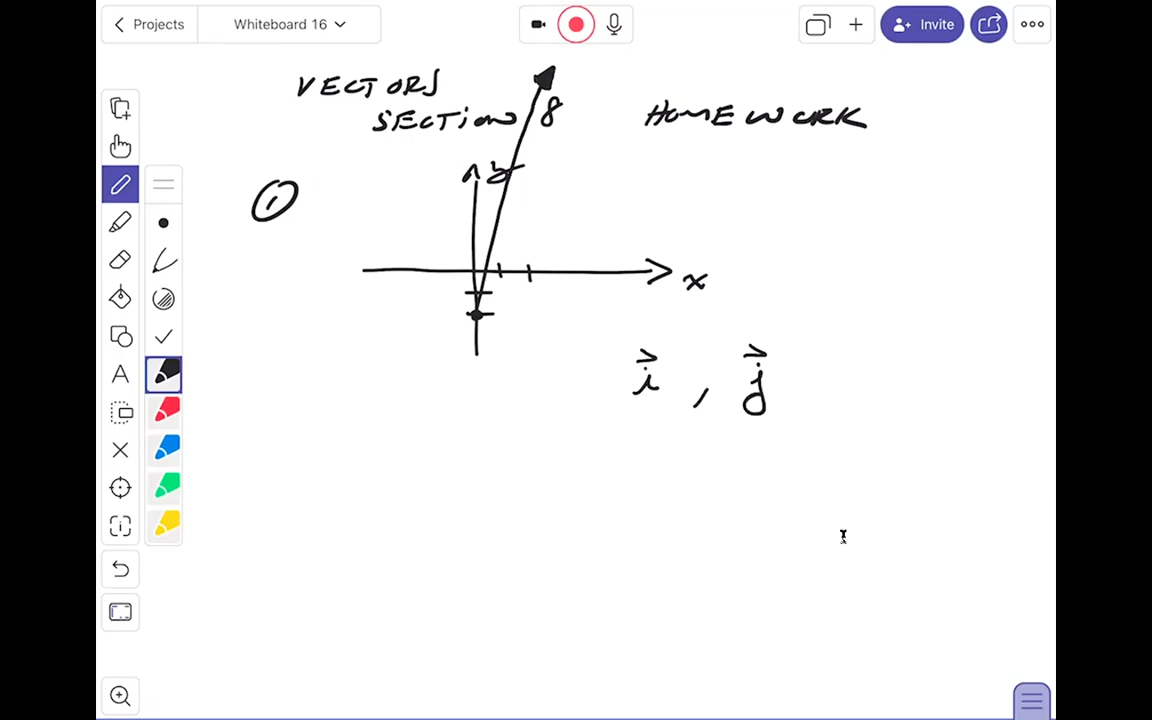 Projects
Whiteboard 16
Invite
VECTORS
SECTION 8 HOMEWORK
y
①
x
i⃗ , j⃗
A